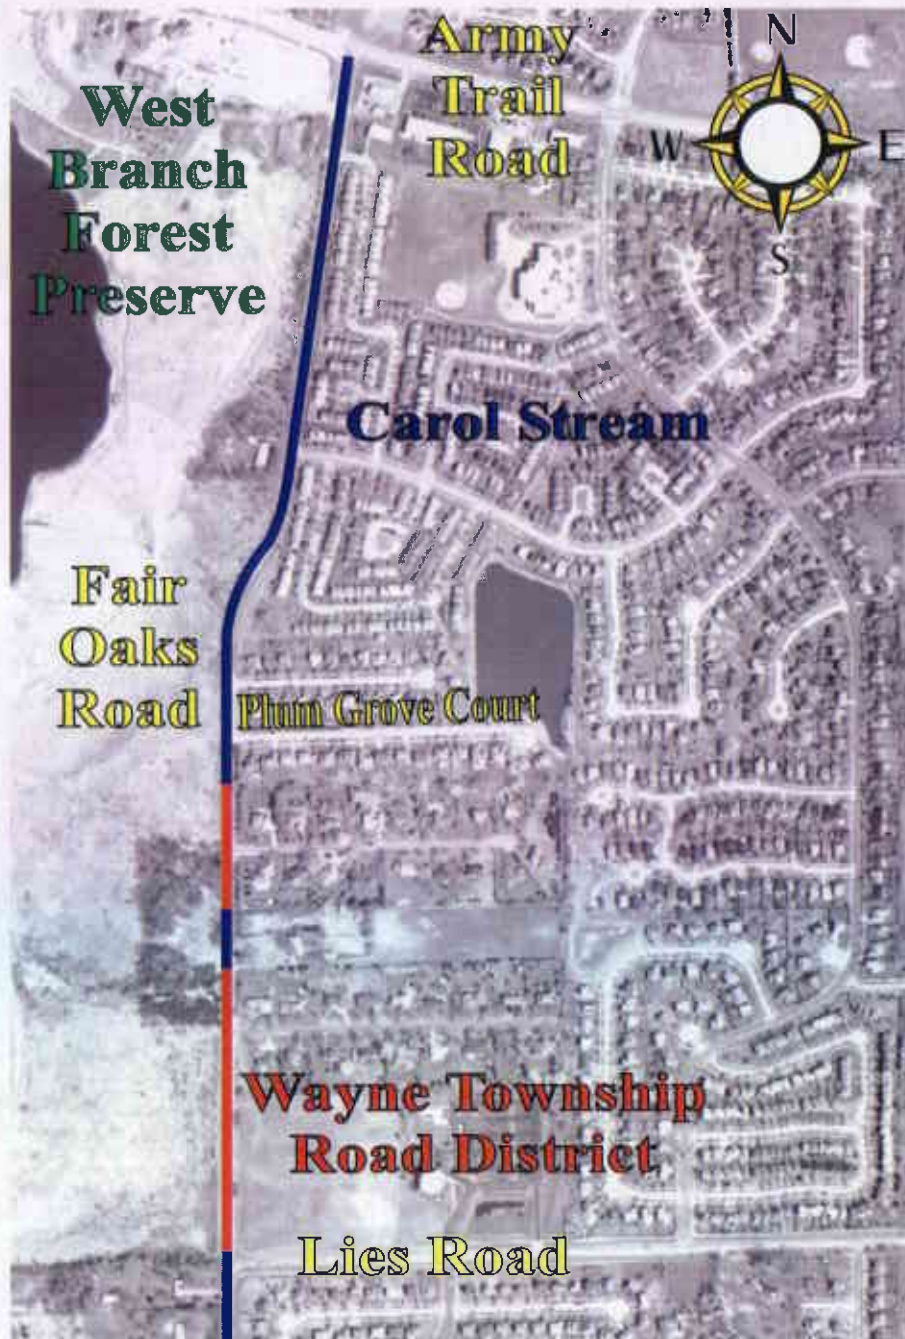 Army
Trail
Road
N
W
E
S
West
Branch
Forest
Preserve
Carol Stream
Fair
Oaks
Road
Plum Grove Court
Wayne Township
Road District
Lies Road